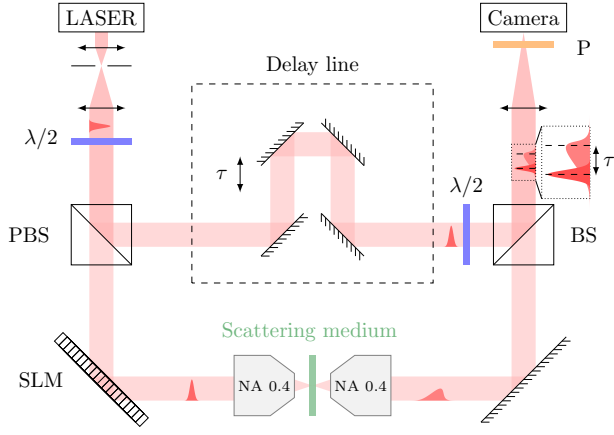 LASER
Camera
P
Delay line
λ/2
τ
τ
λ/2
PBS
BS
Scattering medium
SLM
NA 0.4
NA 0.4